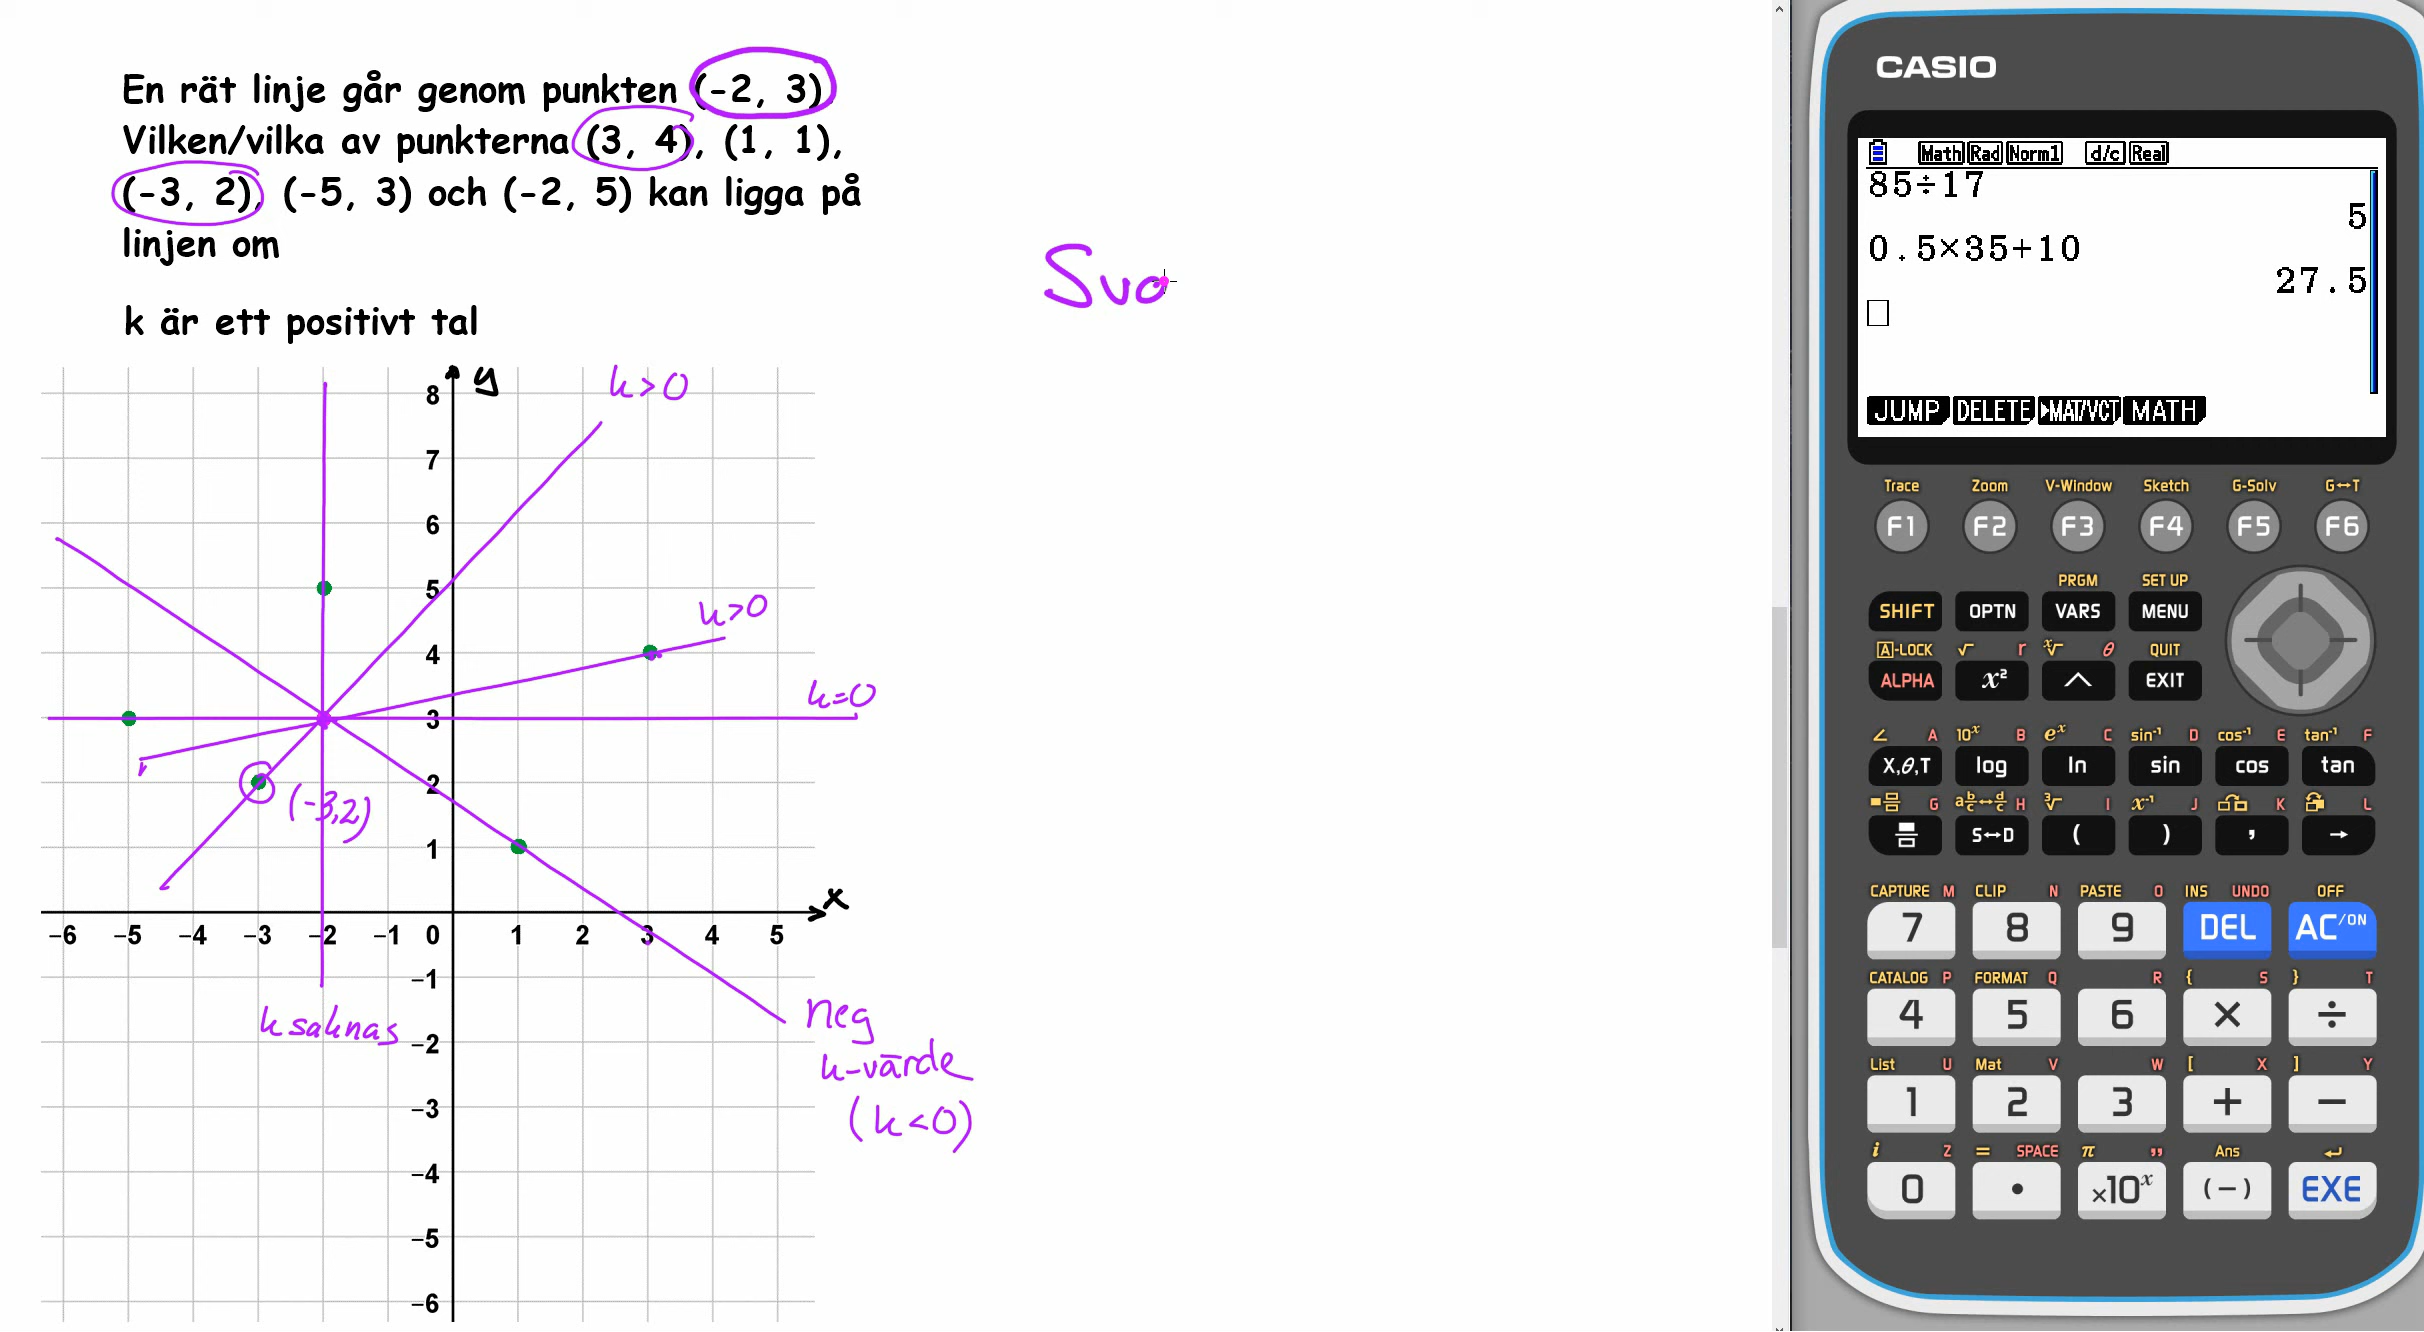 En rät linje går genom punkten (-2, 3).
Vilken/vilka av punkterna (3, 4), (1, 1),
(-3, 2), (-5, 3) och (-2, 5) kan ligga på
linjen om
k är ett positivt tal
Sva
y
k>0
k>0
k=0
(-3,2)
x
k saknas
neg
k-värde
(k<0)
8
7
6
5
4
3
2
1
−6 −5 −4 −3 −2 −1 0 1 2 3 4 5
−1
−2
−3
−4
−5
−6
CASIO
Math Rad Norm1 d/c Real
85÷17
5
0.5×35+10
27.5
JUMP DELETE ▶MAT/VCT MATH
Trace Zoom V-Window Sketch G-Solv G↔T
F1 F2 F3 F4 F5 F6
PRGM SET UP
SHIFT OPTN VARS MENU
A-LOCK √ r ˣ√ θ QUIT
ALPHA x² ^ EXIT
∠ A 10ˣ B eˣ C sin⁻¹ D cos⁻¹ E tan⁻¹ F
X,θ,T log ln sin cos tan
G a b/c↔d/c H ³√ I x⁻¹ J K L
S↔D ( ) , →
CAPTURE M CLIP N PASTE O INS UNDO OFF
7 8 9 DEL AC/ON
CATALOG P FORMAT Q R { S } T
4 5 6 × ÷
List U Mat V W [ X ] Y
1 2 3 + −
i Z = SPACE π " Ans ↵
0 • ×10ˣ (−) EXE